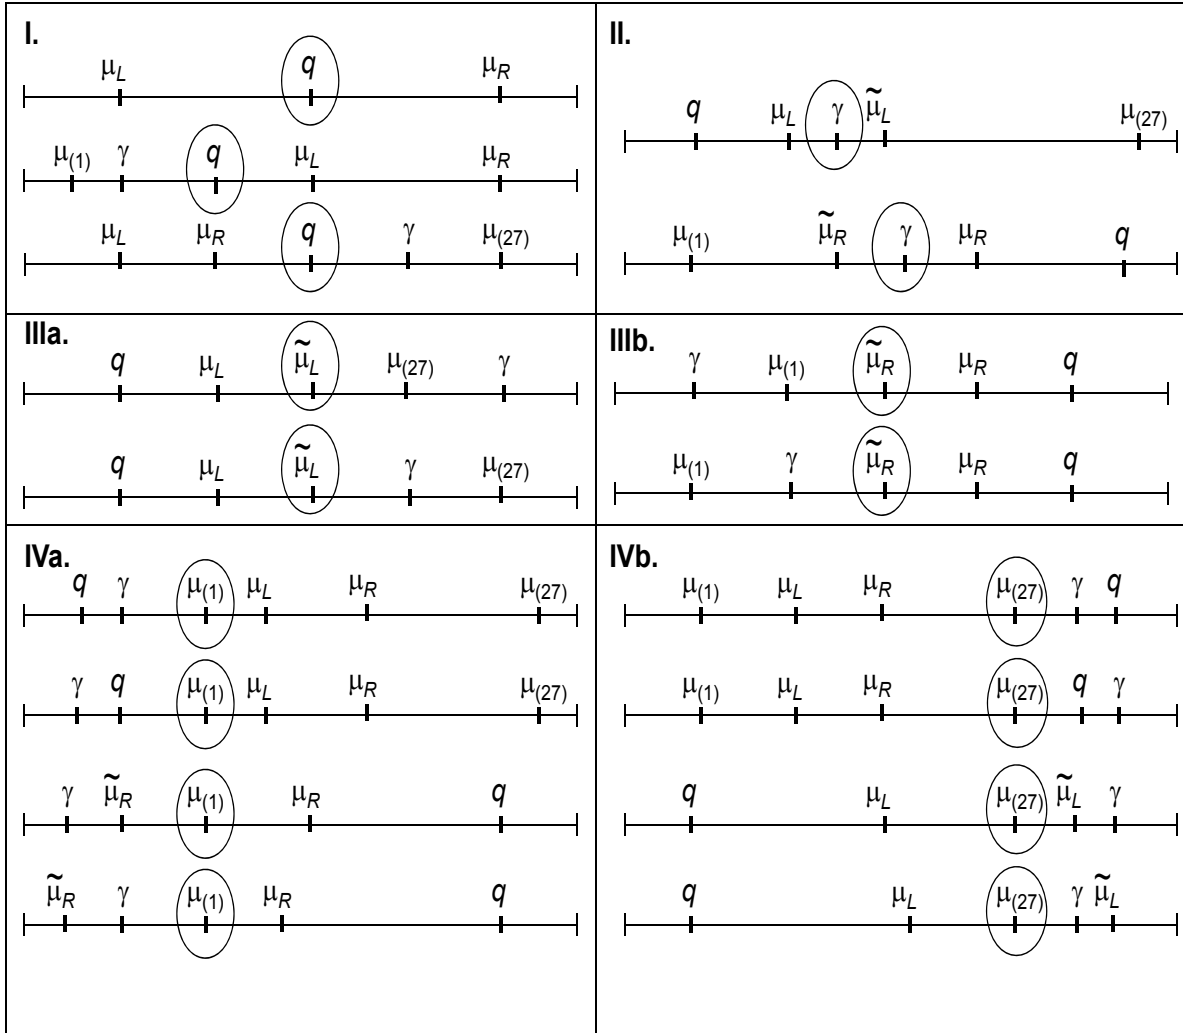 I.
μL q μR
μ(1) γ q μL μR
μL μR q γ μ(27)
II.
q μL γ μ̃L μ(27)
μ(1) μ̃R γ μR q
IIIa.
q μL μ̃L μ(27) γ
q μL μ̃L γ μ(27)
IIIb.
γ μ(1) μ̃R μR q
μ(1) γ μ̃R μR q
IVa.
q γ μ(1) μL μR μ(27)
γ q μ(1) μL μR μ(27)
γ μ̃R μ(1) μR q
μ̃R γ μ(1) μR q
IVb.
μ(1) μL μR μ(27) γ q
μ(1) μL μR μ(27) q γ
q μL μ(27) μ̃L γ
q μL μ(27) γ μ̃L